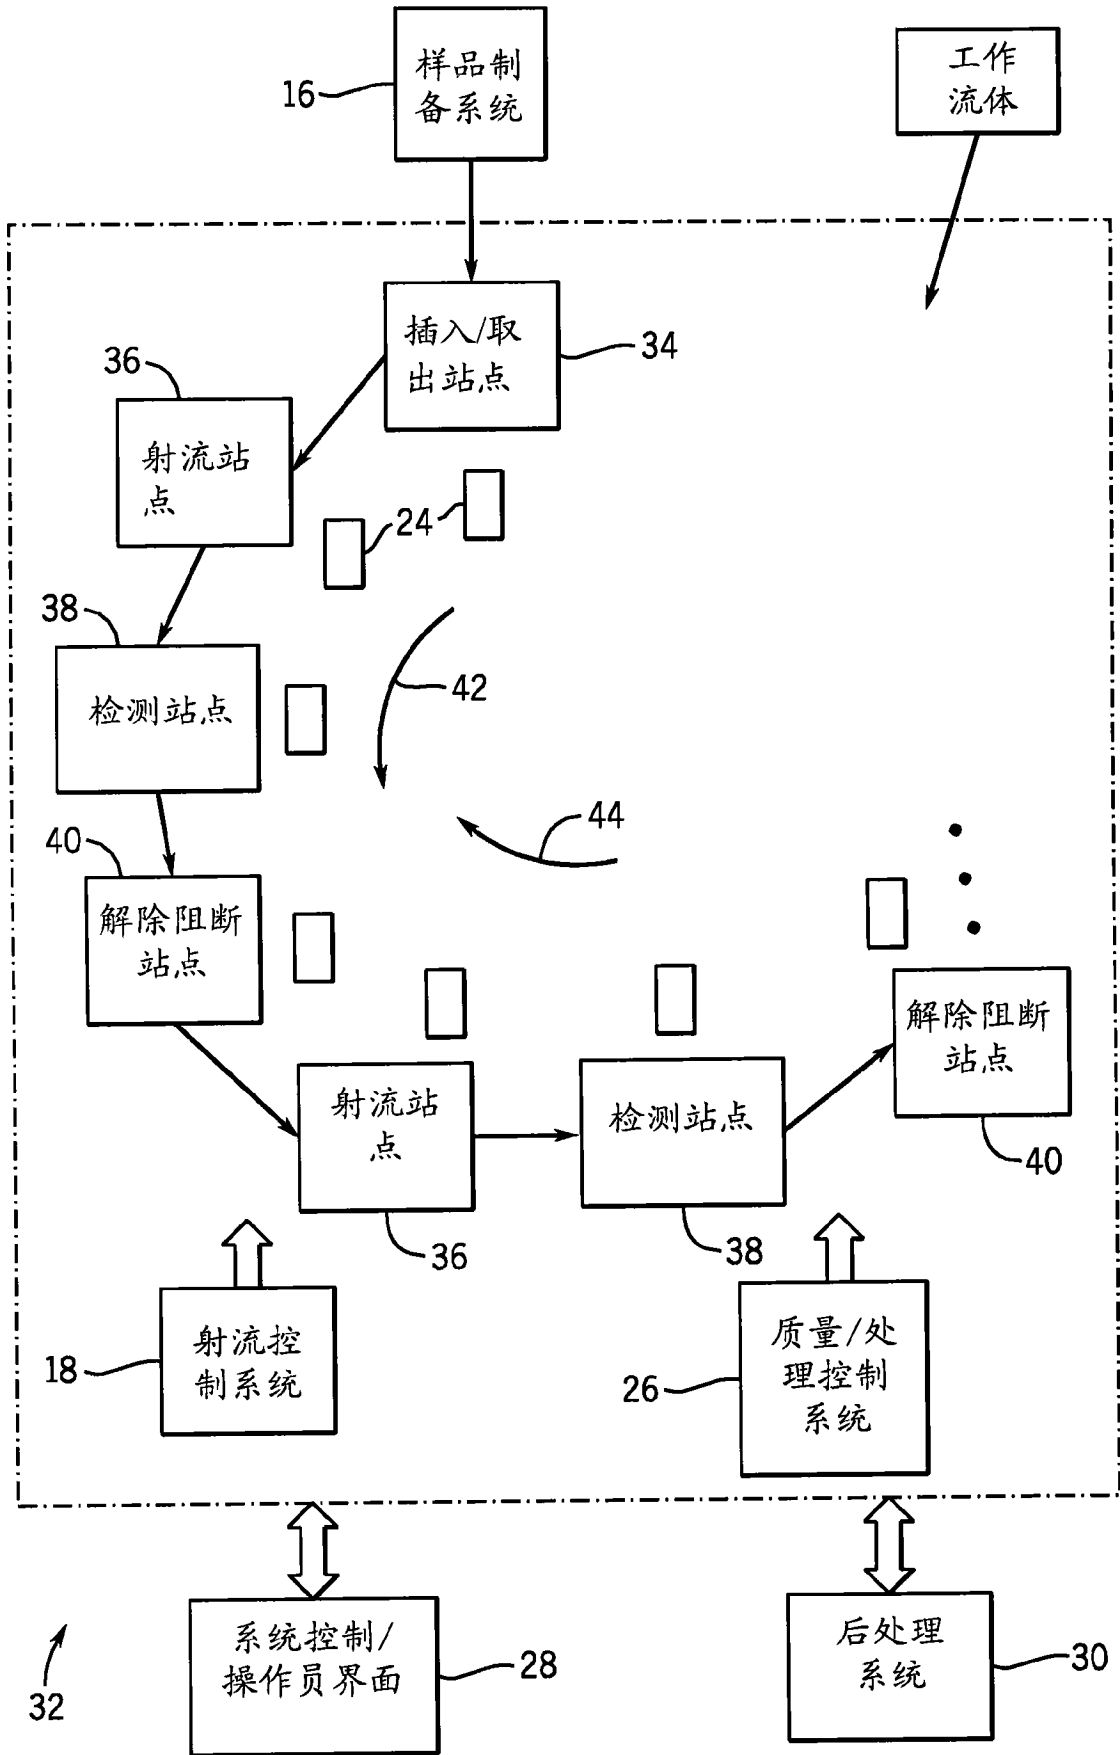 样品制
备系统
16
工作
流体
插入/取
出站点
34
36
射流站
点
24
38
检测站点
42
44
40
解除阻断
站点
解除阻断
站点
40
射流站
点
36
检测站点
38
射流控
制系统
18
质量/处
理控制
系统
26
系统控制/
操作员界面
28
后处理
系统
30
32